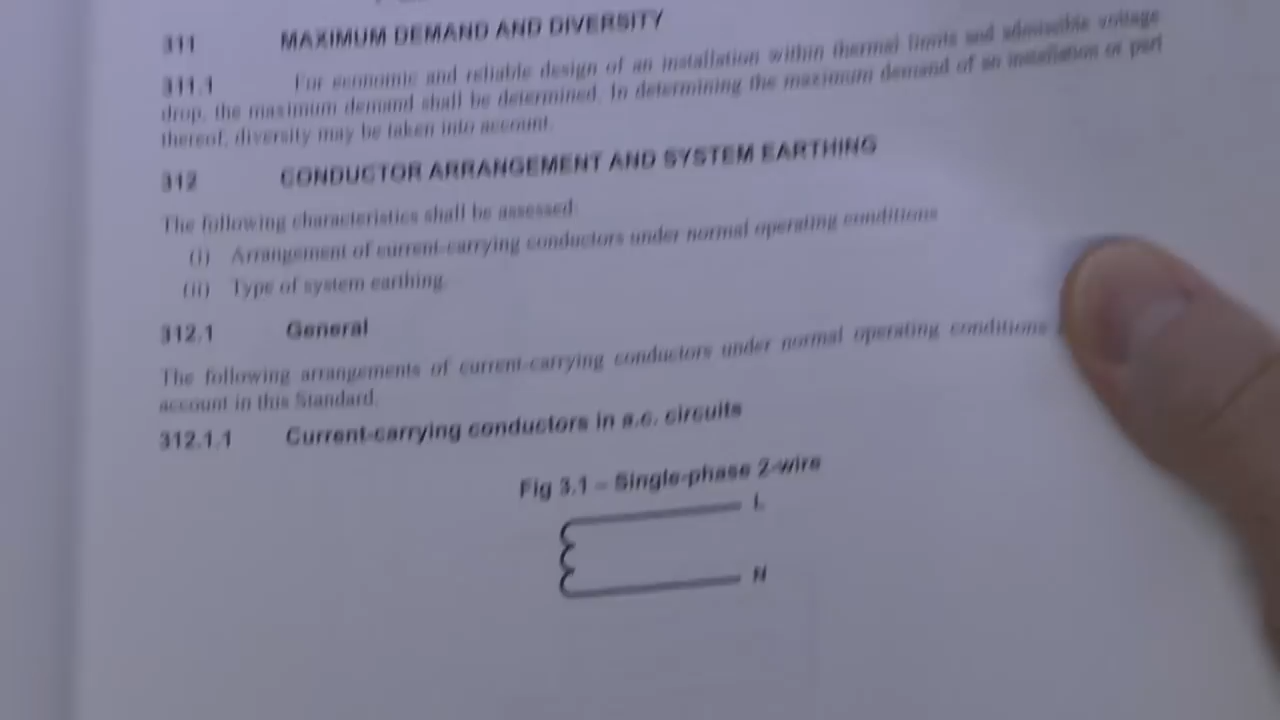 311 MAXIMUM DEMAND AND DIVERSITY
311.1 For economic and reliable design of an installation within thermal limits and admissible voltage
drop, the maximum demand shall be determined. In determining the maximum demand of an installation or part
thereof, diversity may be taken into account.
312 CONDUCTOR ARRANGEMENT AND SYSTEM EARTHING
The following characteristics shall be assessed:
(i) Arrangement of current-carrying conductors under normal operating conditions
(ii) Type of system earthing.
312.1 General
The following arrangements of current-carrying conductors under normal operating conditions
account in this Standard.
312.1.1 Current-carrying conductors in a.c. circuits
Fig 3.1 – Single-phase 2-wire
L
N